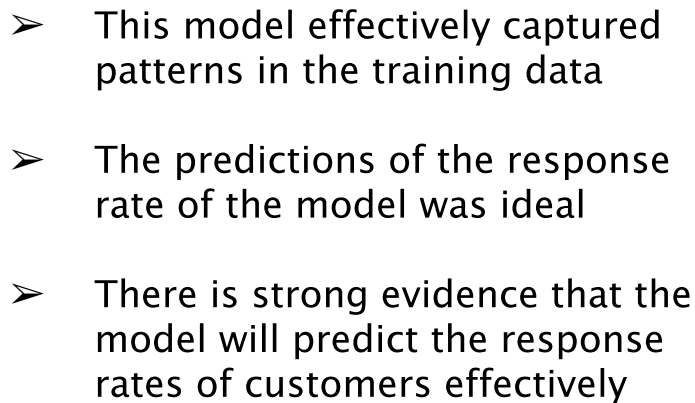 ➢ This model effectively captured
patterns in the training data
➢ The predictions of the response
rate of the model was ideal
➢ There is strong evidence that the
model will predict the response
rates of customers effectively